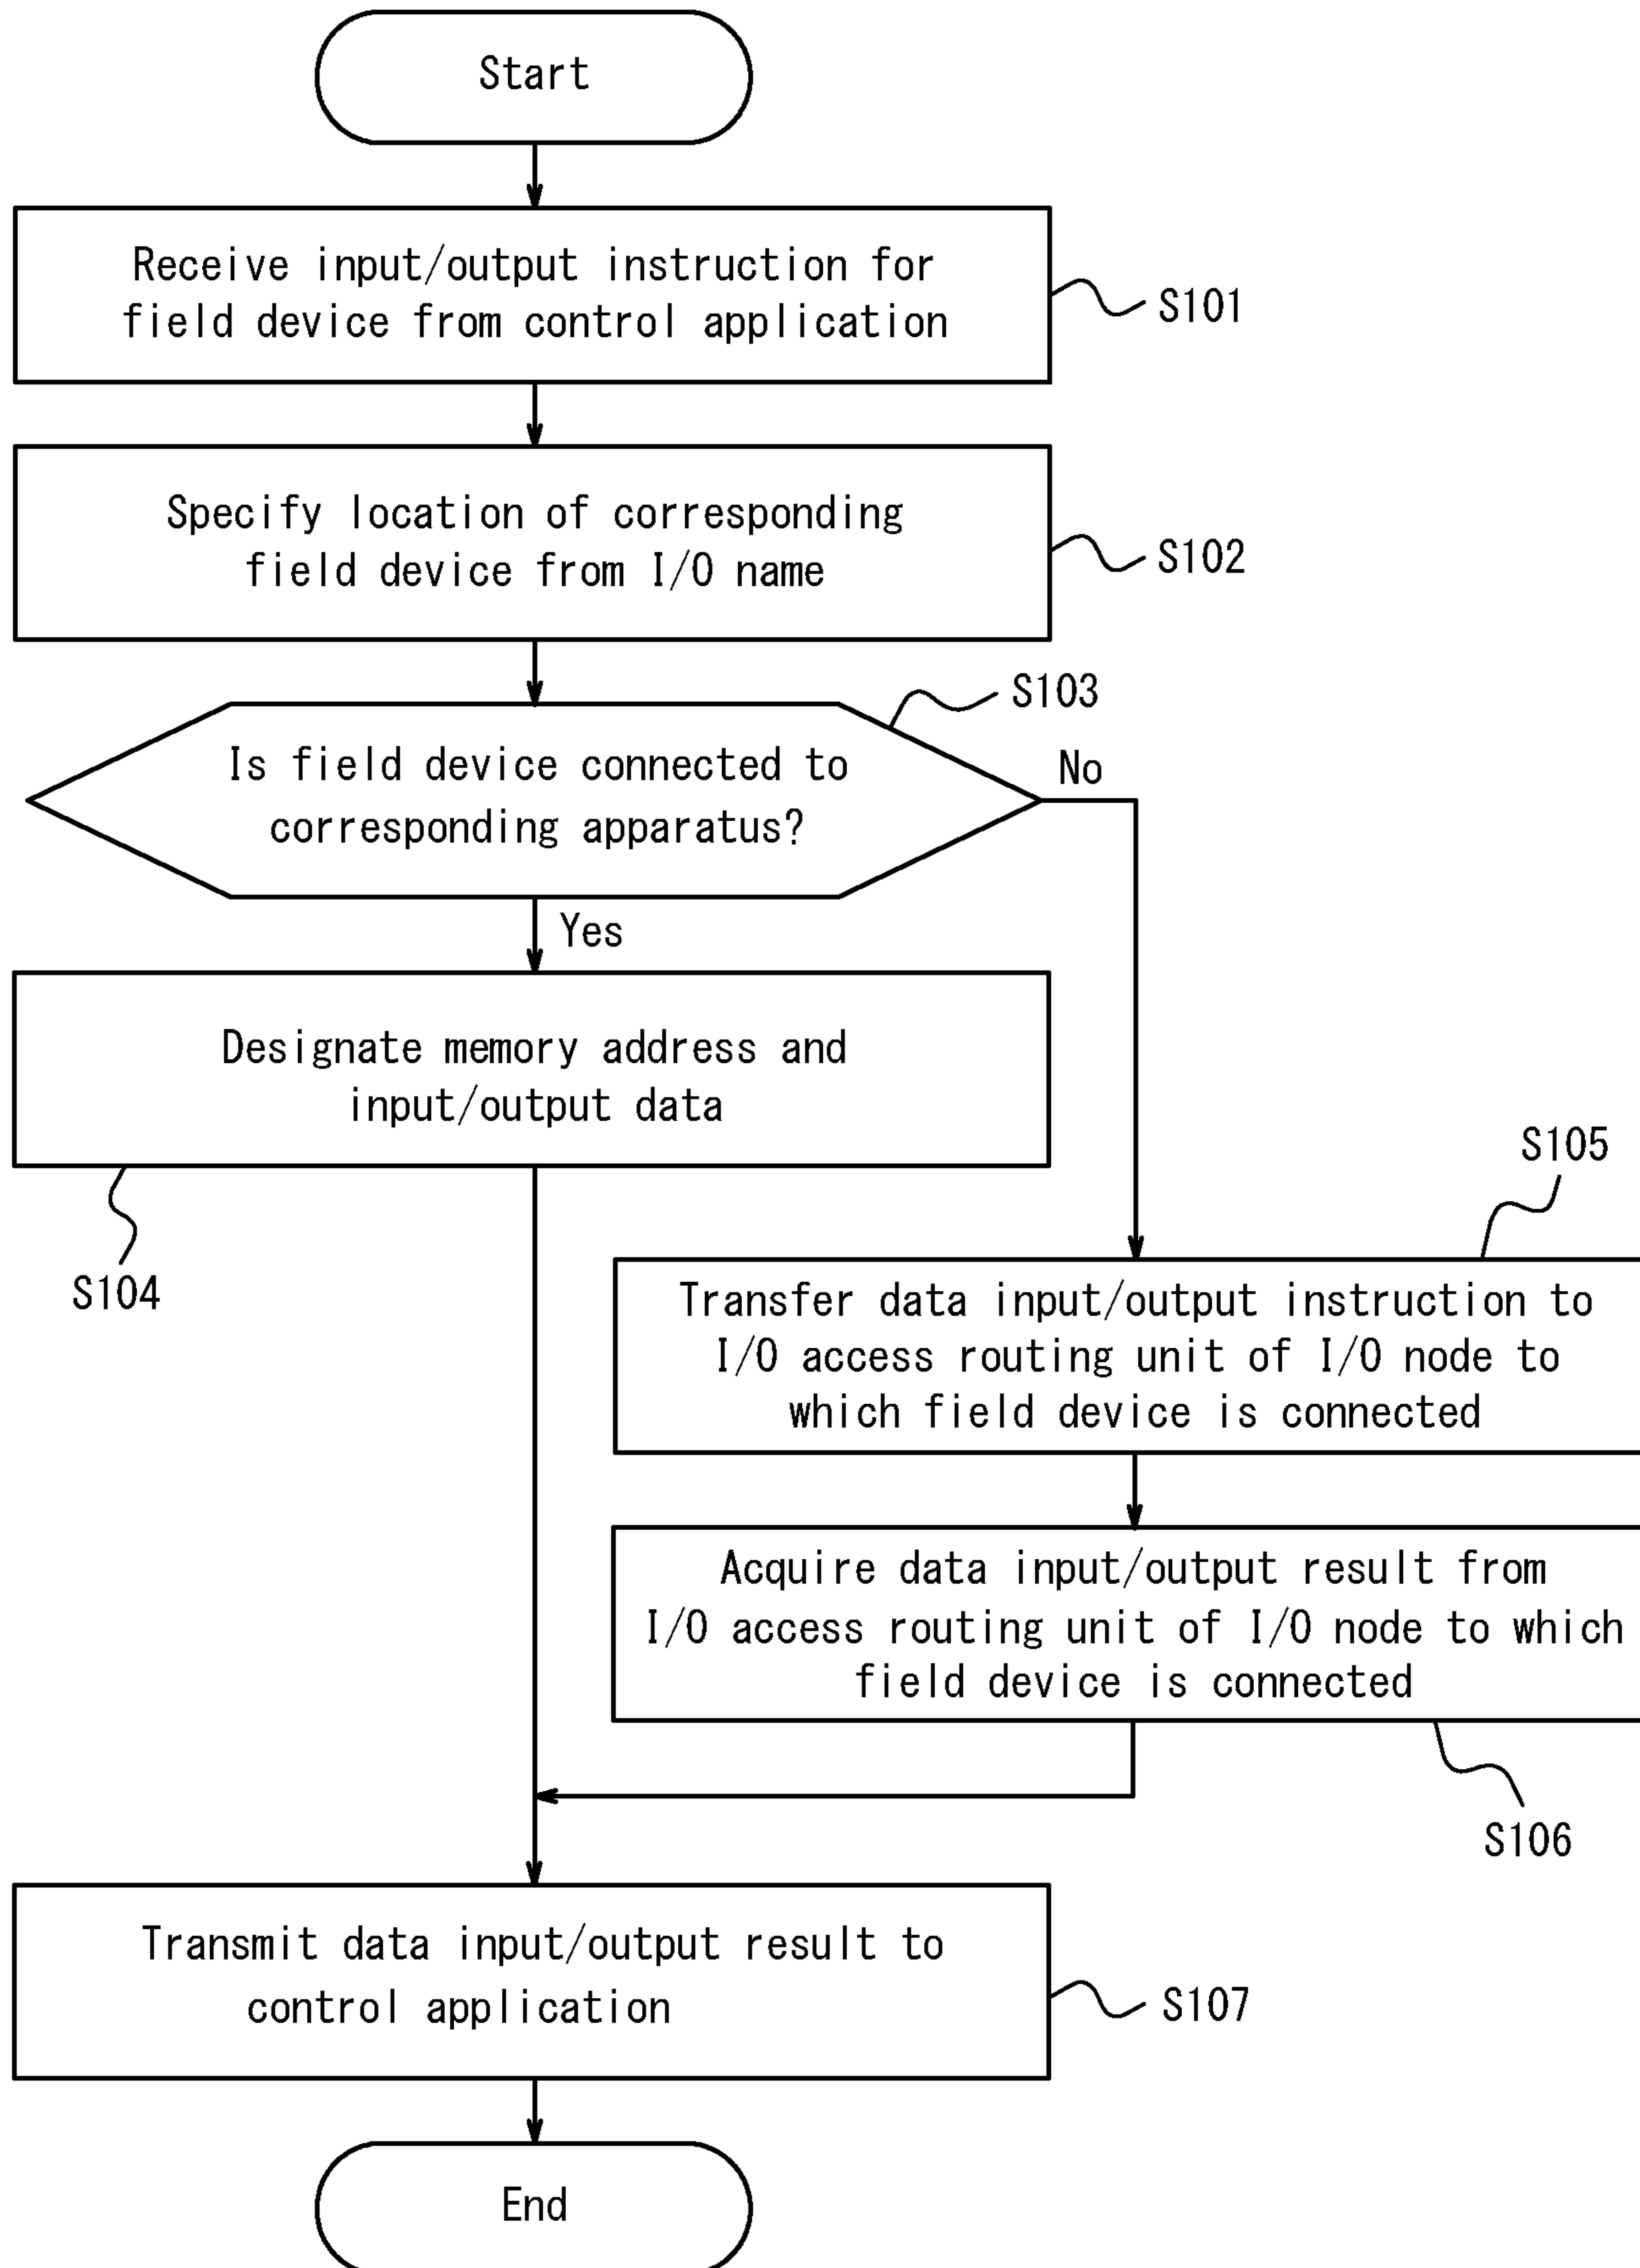 Start
Receive input/output instruction for
field device from control application
S101
Specify location of corresponding
field device from I/O name
S102
S103
Is field device connected to
corresponding apparatus?
No
Yes
Designate memory address and
input/output data
S104
S105
Transfer data input/output instruction to
I/O access routing unit of I/O node to
which field device is connected
Acquire data input/output result from
I/O access routing unit of I/O node to which
field device is connected
S106
Transmit data input/output result to
control application
S107
End